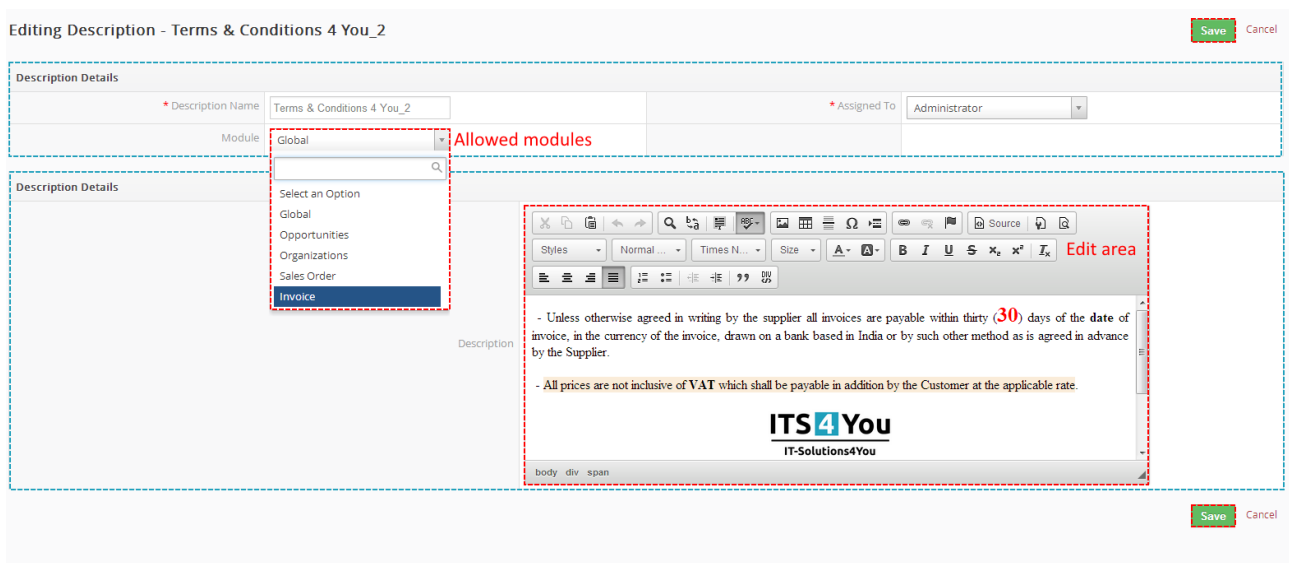 Editing Description - Terms & Conditions 4 You_2
Save Cancel
Description Details
* Description Name Terms & Conditions 4 You_2 * Assigned To Administrator
Module Global Allowed modules
Select an Option
Global
Opportunities
Organizations
Sales Order
Invoice
Description Details
Source
Styles Normal ... Times N... Size A A B I U S x₂ x² Ix Edit area
Description
- Unless otherwise agreed in writing by the supplier all invoices are payable within thirty (30) days of the date of
invoice, in the currency of the invoice, drawn on a bank based in India or by such other method as is agreed in advance
by the Supplier.
- All prices are not inclusive of VAT which shall be payable in addition by the Customer at the applicable rate.
ITS 4 You
IT-Solutions4You
body div span
Save Cancel